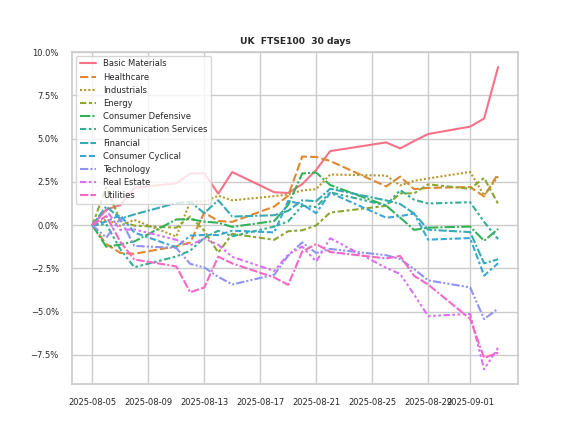 UK FTSE100 30 days
10.0%
7.5%
5.0%
2.5%
0.0%
−2.5%
−5.0%
−7.5%
Basic Materials
Healthcare
Industrials
Energy
Consumer Defensive
Communication Services
Financial
Consumer Cyclical
Technology
Real Estate
Utilities
2025-08-05 2025-08-09 2025-08-13 2025-08-17 2025-08-21 2025-08-25 2025-08-29 2025-09-01